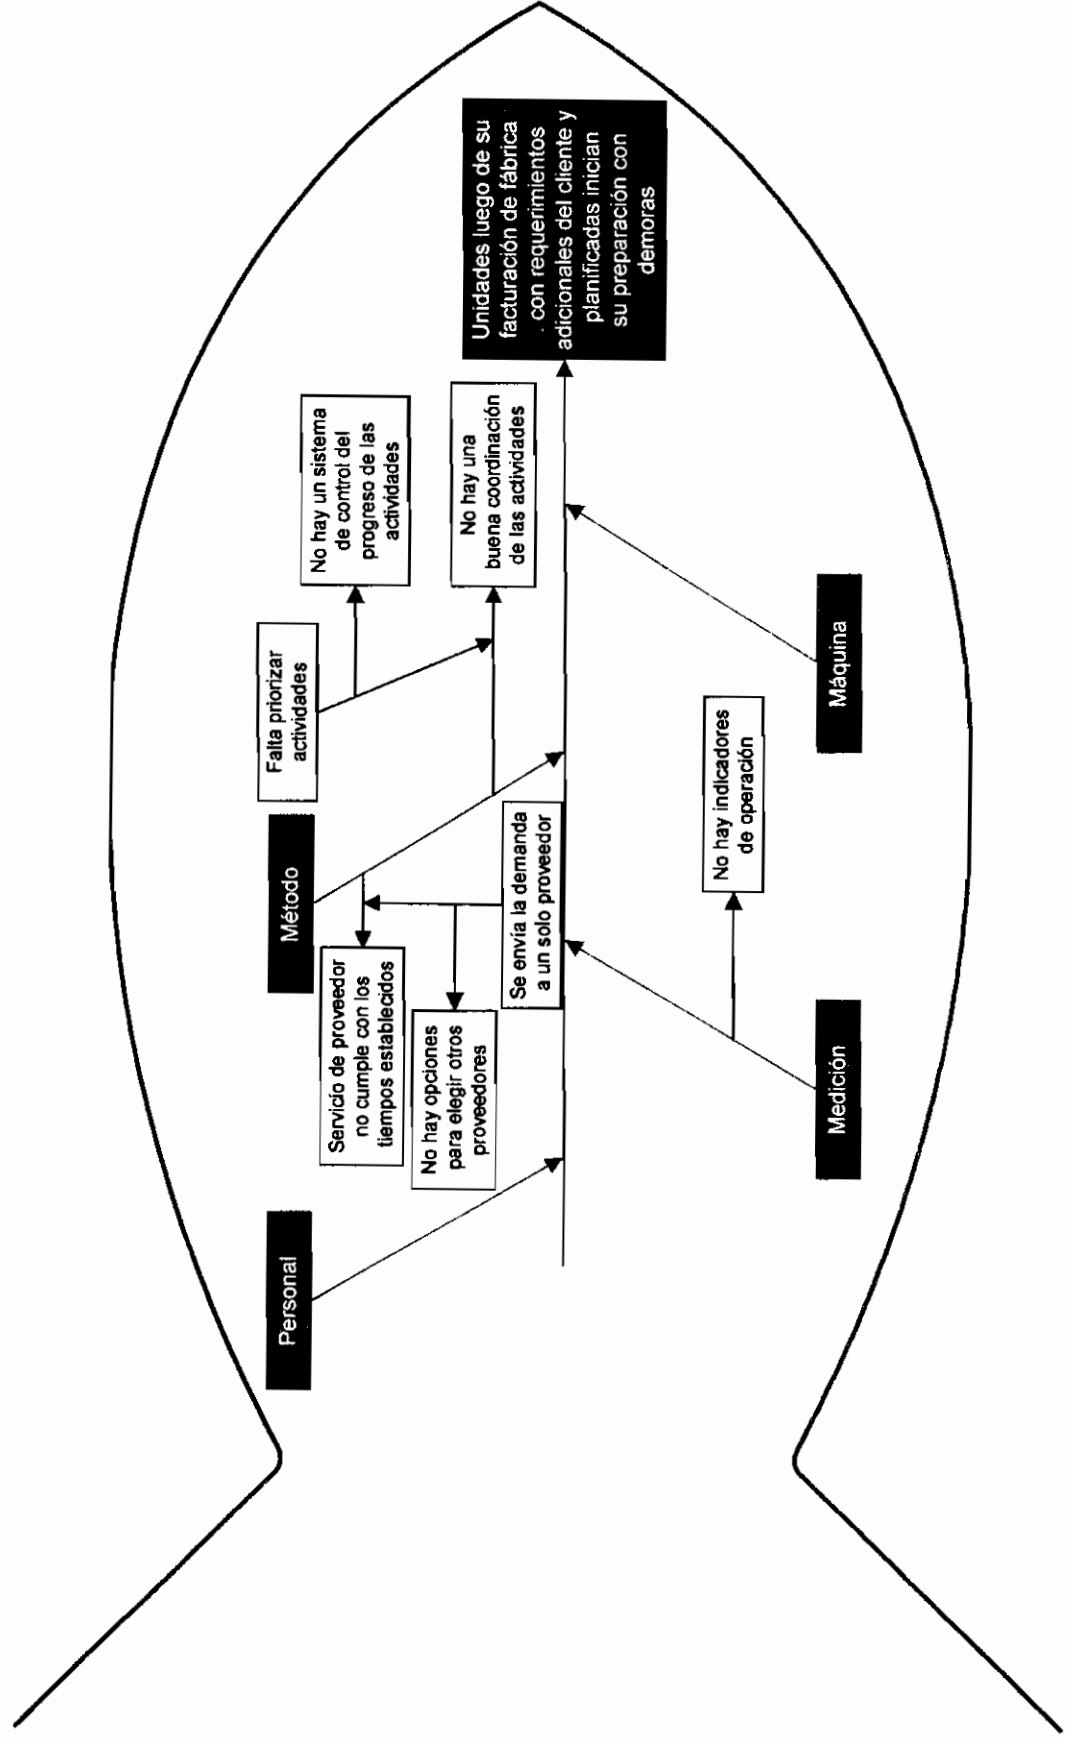 Personal
Método
Servicio de proveedor
no cumple con los
tiempos establecidos
No hay opciones
para elegir otros
proveedores
Se envía la demanda
a un solo proveedor
Falta priorizar
actividades
No hay un sistema
de control del
progreso de las
actividades
No hay una
buena coordinación
de las actividades
Unidades luego de su
facturación de fábrica
. con requerimientos
adicionales del cliente y
planificadas inician
su preparación con
demoras
Medición
No hay indicadores
de operación
Máquina